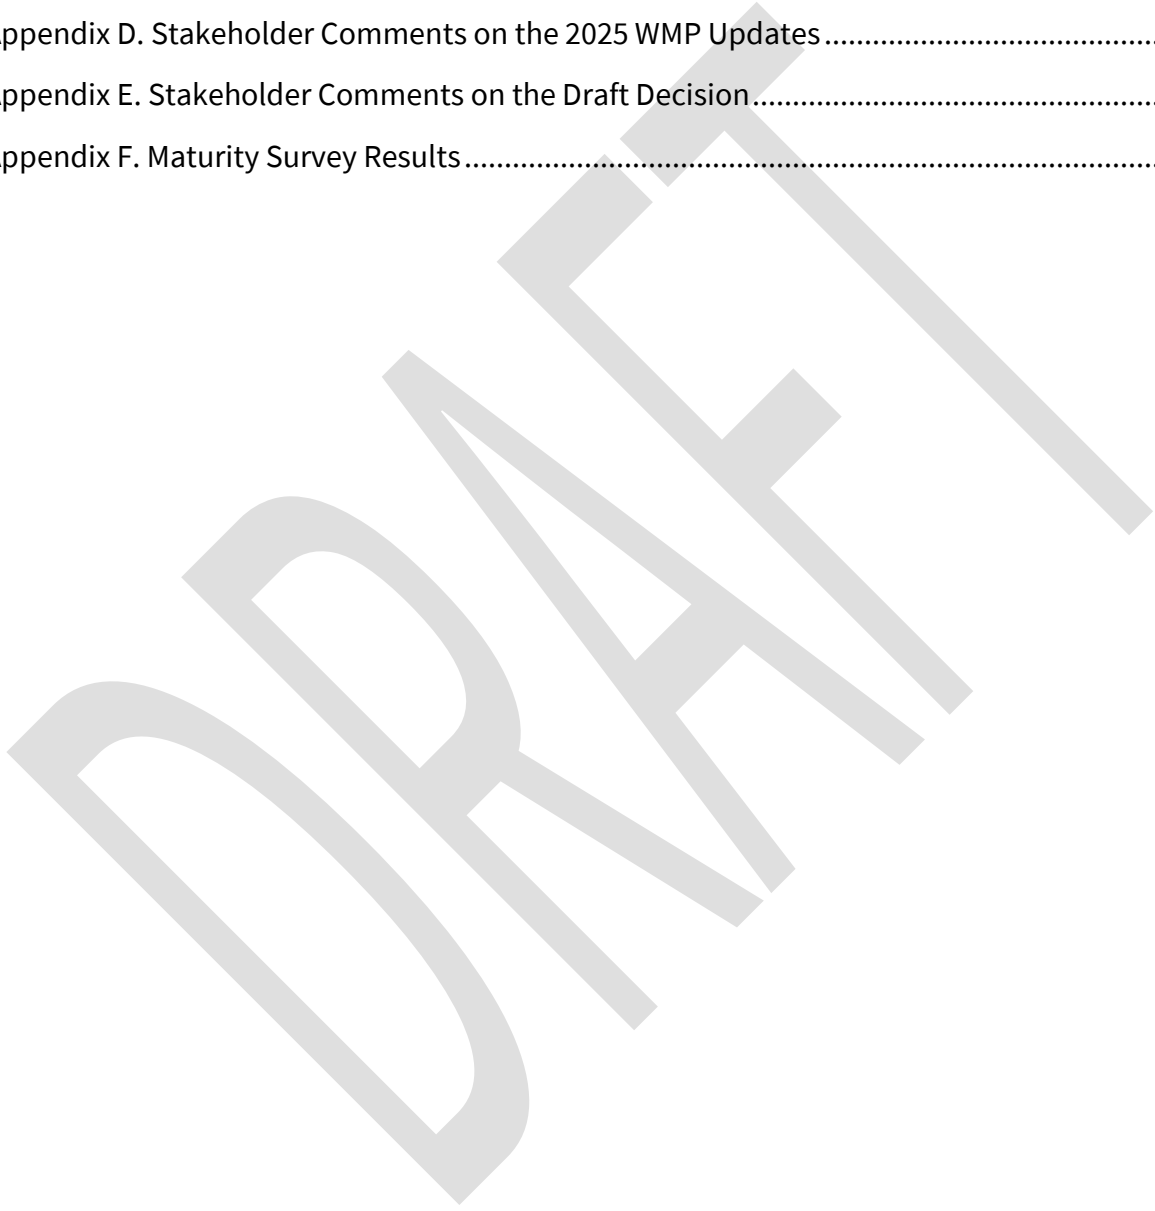 ppendix D. Stakeholder Comments on the 2025 WMP Updates ....................................................
ppendix E. Stakeholder Comments on the Draft Decision ..............................................................
ppendix F. Maturity Survey Results ...............................................................................................
DRAFT